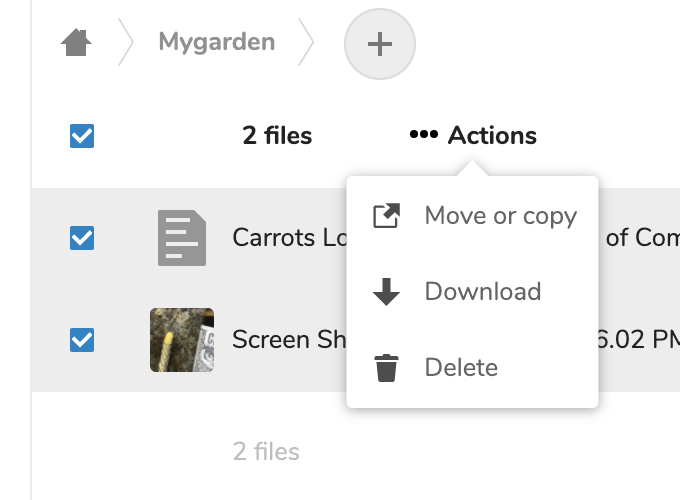 Mygarden
2 files
Actions
Move or copy
Carrots Lo
of Com
Download
Screen Sh
6.02 PM
Delete
2 files